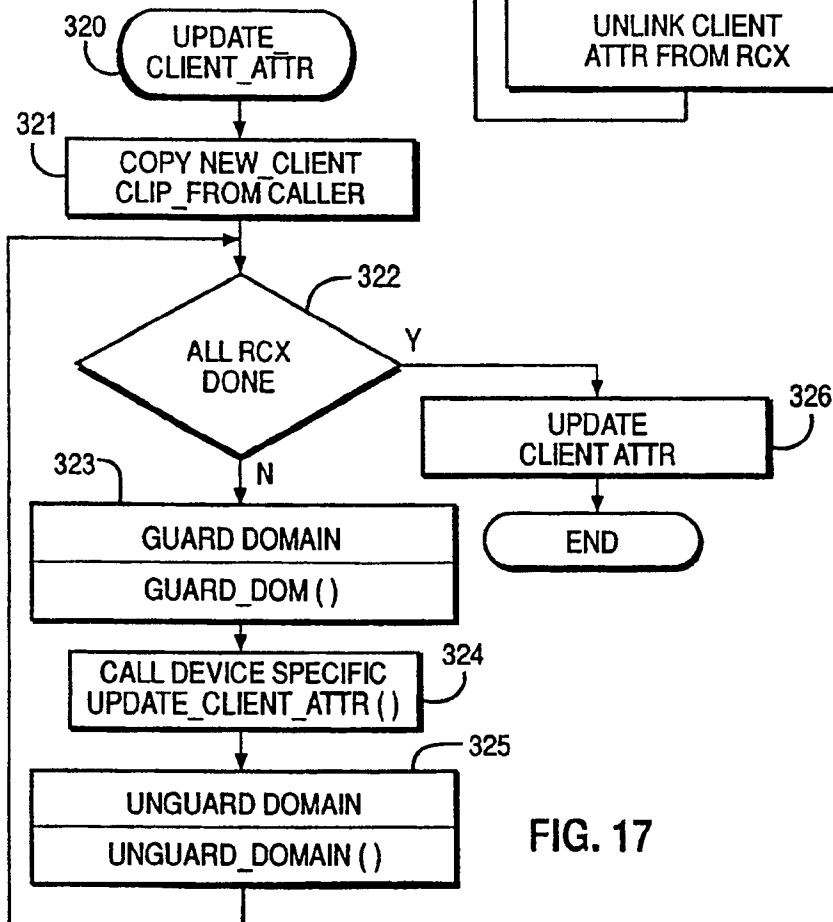 320
UPDATE_
CLIENT_ATTR
UNLINK CLIENT
ATTR FROM RCX
321
COPY NEW_CLIENT
CLIP_FROM CALLER
322
ALL RCX
DONE
Y
N
UPDATE
CLIENT ATTR
326
END
323
GUARD DOMAIN
GUARD_DOM ( )
CALL DEVICE SPECIFIC
UPDATE_CLIENT_ATTR ( )
324
325
UNGUARD DOMAIN
UNGUARD_DOMAIN ( )
FIG. 17